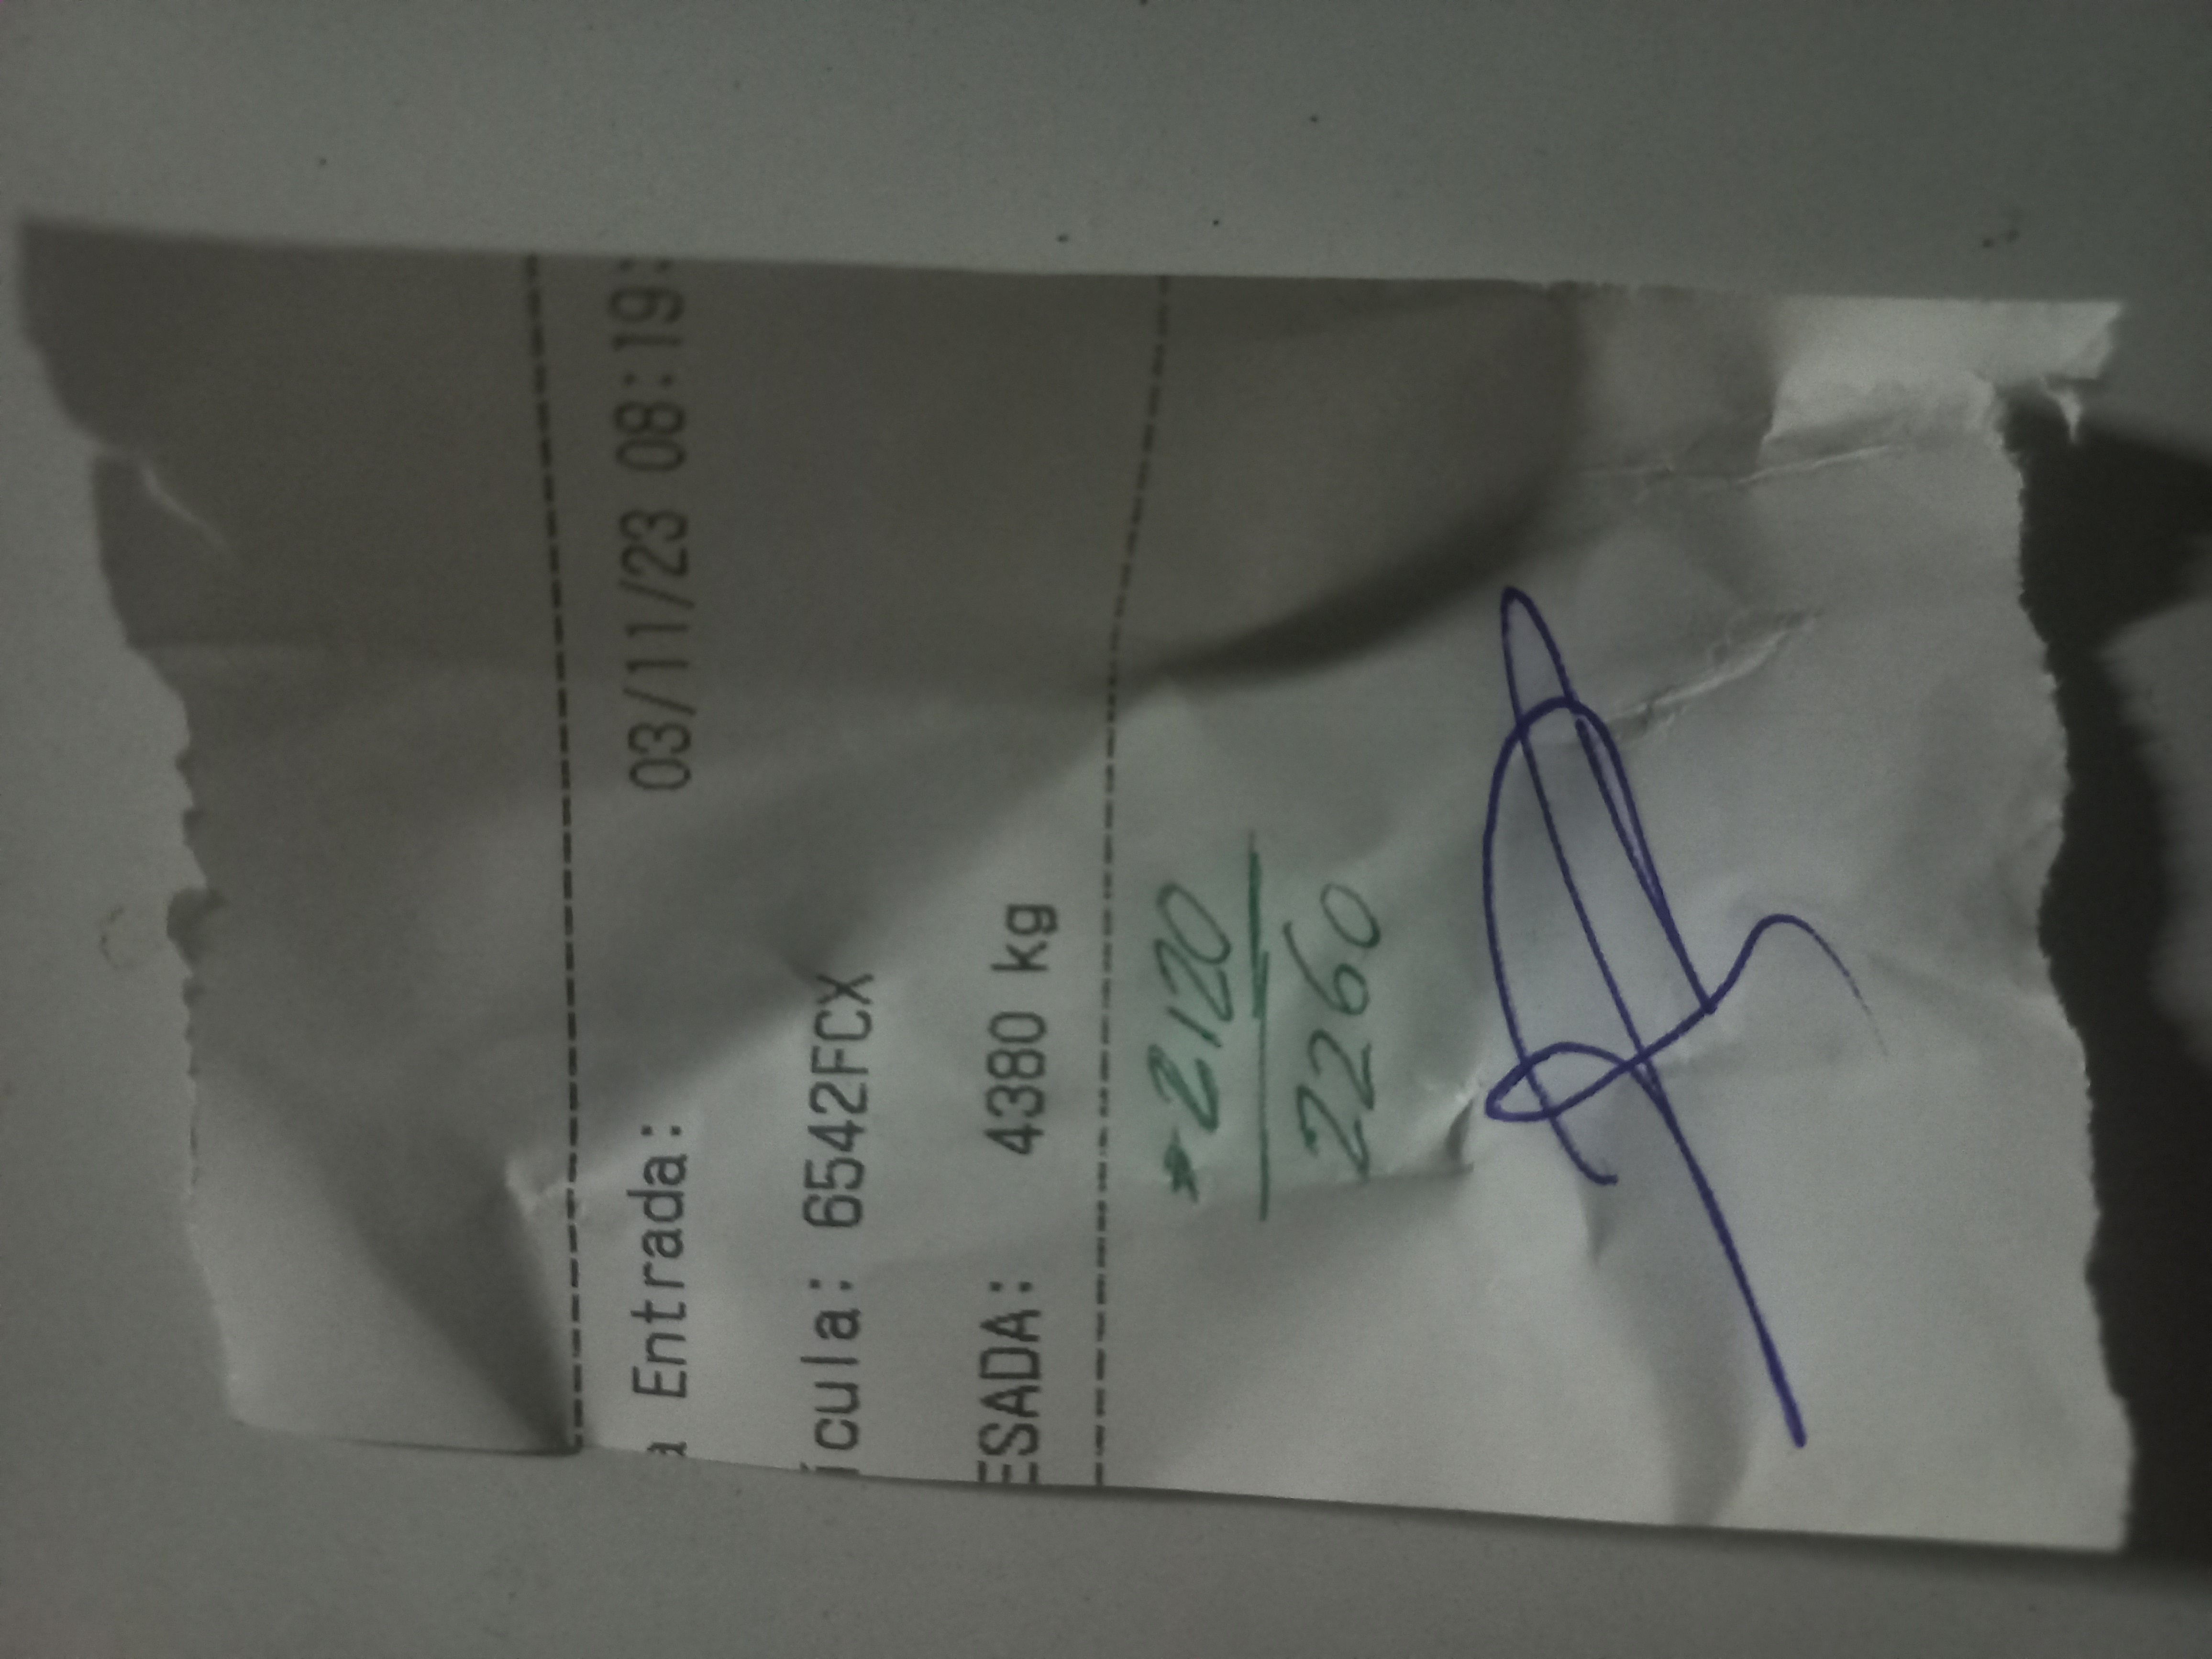 a Entrada:
03/11/23 08:19:
ícula: 6542FCX
ESADA: 4380 kg
-2120
2260